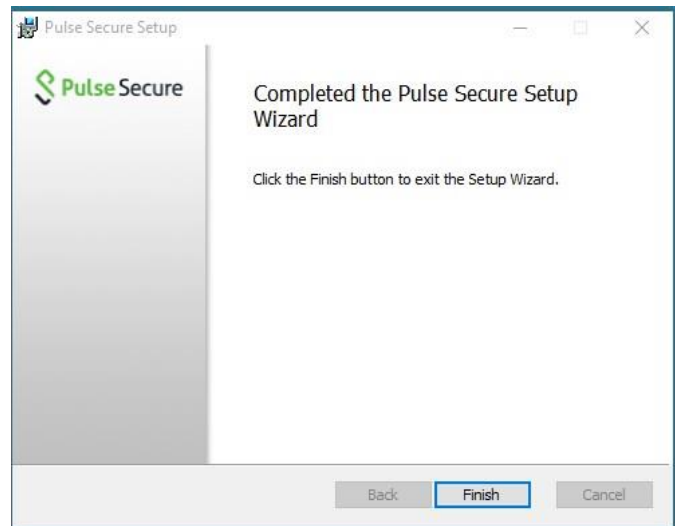 Pulse Secure Setup
Pulse Secure
Completed the Pulse Secure Setup
Wizard
Click the Finish button to exit the Setup Wizard.
Back
Finish
Cancel